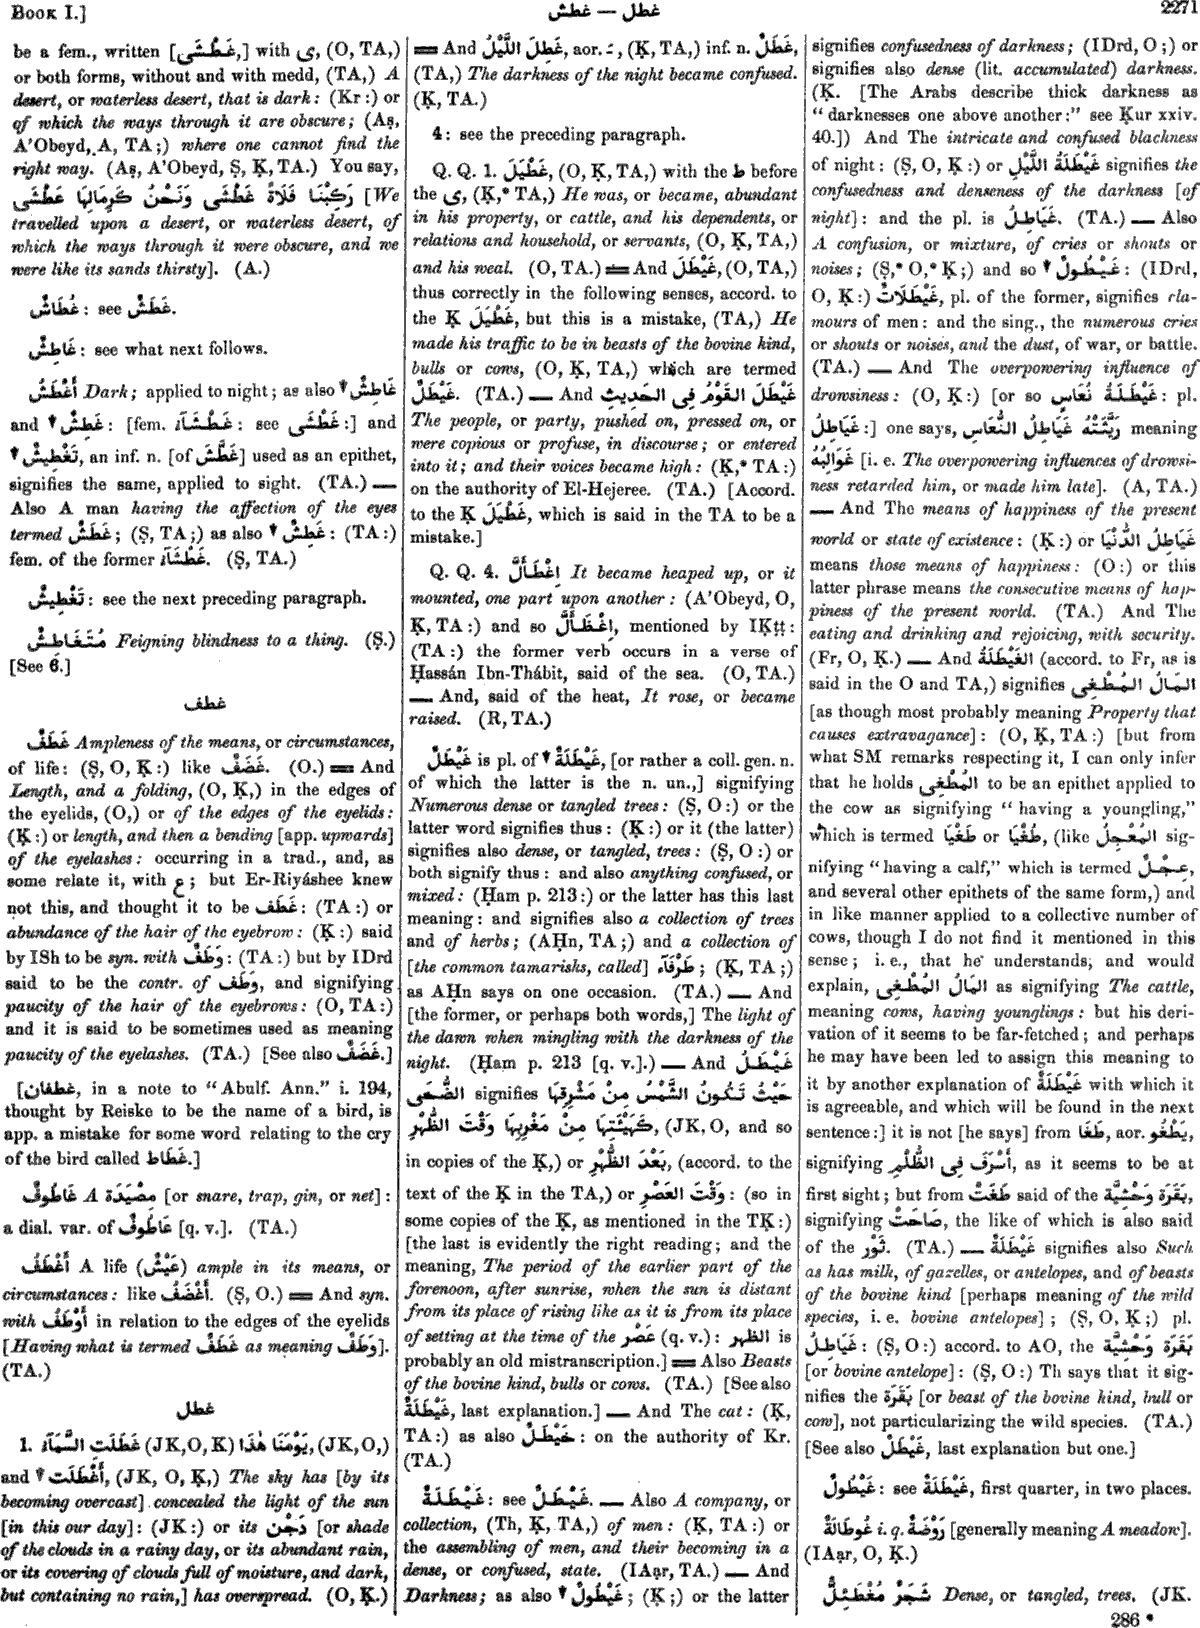 Book I.]
غطل — غطش
2271
be a fem., written [غَطْشَى,] with ى, (O, TA,)
or both forms, without and with medd, (TA,) A
desert, or waterless desert, that is dark: (Kr:) or
of which the ways through it are obscure; (Aṣ,
A'Obeyd, A, TA;) where one cannot find the
right way. (Aṣ, A'Obeyd, Ṣ, Ḳ, TA.) You say,
رَكِبْنَا فَلَاةً غَطْشَى وَنَحْنُ كَرِمَالِهَا عَطْشَى [We
travelled upon a desert, or waterless desert, of
which the ways through it were obscure, and we
were like its sands thirsty]. (A.)
غُطَاشٌ: see غَطَشٌ.
غَاطِشٌ: see what next follows.
أَغْطَشُ Dark; applied to night; as also غَاطِشٌ
and غَطِشٌ: [fem. غَطْشَآءُ: see غَطْشَى:] and
تَغْطِيشٌ, an inf. n. [of غَطَّشَ] used as an epithet,
signifies the same, applied to sight. (TA.) —
Also A man having the affection of the eyes
termed غَطَشٌ; (Ṣ, TA;) as also غَطِشٌ: (TA:)
fem. of the former غَطْشَآءُ. (Ṣ, TA.)
تَغْطِيشٌ: see the next preceding paragraph.
مُتَغَاطِشٌ Feigning blindness to a thing. (Ṣ.)
[See 6.]
غطف
غَطَفٌ Ampleness of the means, or circumstances,
of life: (Ṣ, O, Ḳ:) like غَضَفٌ. (O.) = And
Length, and a folding, (O, Ḳ,) in the edges of
the eyelids, (O,) or of the edges of the eyelids:
(Ḳ:) or length, and then a bending [app. upwards]
of the eyelashes: occurring in a trad., and, as
some relate it, with ع; but Er-Riyáshee knew
not this, and thought it to be غَطَفٌ: (TA:) or
abundance of the hair of the eyebrow: (Ḳ:) said
by ISh to be syn. with وَطَفٌ: (TA:) but by IDrd
said to be the contr. of وَطَف, and signifying
paucity of the hair of the eyebrows: (O, TA:)
and it is said to be sometimes used as meaning
paucity of the eyelashes. (TA.) [See also غَضَفٌ.]
[غطفان, in a note to "Abulf. Ann." i. 194,
thought by Reiske to be the name of a bird, is
app. a mistake for some word relating to the cry
of the bird called غَطَاط.]
غَاطُوفٌ A مِصْيَدَة [or snare, trap, gin, or net]:
a dial. var. of عَاطُوفٌ [q. v.]. (TA.)
أَغْطَفُ A life (عَيْشٌ) ample in its means, or
circumstances: like أَغْضَفُ. (Ṣ, O.) = And syn.
with أَوْطَفُ in relation to the edges of the eyelids
[Having what is termed غَطَفٌ as meaning وَطَفٌ].
(TA.)
غطل
1. غَطَلَتِ السَّمَآءُ (JK, O, K) يَوْمَنَا هٰذَا, (JK, O,)
and أَغْطَلَت, (JK, O, Ḳ,) The sky has [by its
becoming overcast] concealed the light of the sun
[in this our day]: (JK:) or its دَجْن [or shade
of the clouds in a rainy day, or its abundant rain,
or its covering of clouds full of moisture, and dark,
but containing no rain,] has overspread. (O, Ḳ.)
= And غَطِلَ اللَّيْلُ, aor. ـَ, (Ḳ, TA,) inf. n. غَطَلٌ,
(TA,) The darkness of the night became confused.
(Ḳ, TA.)
4: see the preceding paragraph.
Q. Q. 1. غَطْيَلَ, (O, Ḳ, TA,) with the ط before
the ى, (Ḳ,* TA,) He was, or became, abundant
in his property, or cattle, and his dependents, or
relations and household, or servants, (O, Ḳ, TA,)
and his weal. (O, TA.) = And غَيْطَلَ, (O, TA,)
thus correctly in the following senses, accord. to
the Ḳ غَطْيَلَ, but this is a mistake, (TA,) He
made his traffic to be in beasts of the bovine kind,
bulls or cows, (O, Ḳ, TA,) which are termed
غَيْطَلٌ. (TA.) — And غَيْطَلَ القَوْمُ فِى الحَدِيثِ
The people, or party, pushed on, pressed on, or
were copious or profuse, in discourse; or entered
into it; and their voices became high: (Ḳ,* TA:)
on the authority of El-Hejeree. (TA.) [Accord.
to the Ḳ غَطْيَلَ, which is said in the TA to be a
mistake.]
Q. Q. 4. اِغْطَأَلَّ It became heaped up, or it
mounted, one part upon another: (A'Obeyd, O,
Ḳ, TA:) and so اِغْظَأَلَّ, mentioned by IḲṭṭ:
(TA:) the former verb occurs in a verse of
Ḥassán Ibn-Thábit, said of the sea. (O, TA.)
— And, said of the heat, It rose, or became
raised. (R, TA.)
غَيْطَلٌ is pl. of غَيْطَلَةٌ, [or rather a coll. gen. n.
of which the latter is the n. un.,] signifying
Numerous dense or tangled trees: (Ṣ, O:) or the
latter word signifies thus: (Ḳ:) or it (the latter)
signifies also dense, or tangled, trees: (Ṣ, O:) or
both signify thus: and also anything confused, or
mixed: (Ḥam p. 213:) or the latter has this last
meaning: and signifies also a collection of trees
and of herbs; (AḤn, TA;) and a collection of
[the common tamarisks, called] طَرْفَآء; (Ḳ, TA;)
as AḤn says on one occasion. (TA.) — And
[the former, or perhaps both words,] The light of
the dawn when mingling with the darkness of the
night. (Ḥam p. 213 [q. v.].) — And غَيْطَلُ
الضُّحَى signifies حَيْثُ تَكُونُ الشَّمْسُ مِنْ مَشْرِقِهَا
كَهَيْئَتِهَا مِنْ مَغْرِبِهَا وَقْتَ الظُّهْرِ, (JK, O, and so
in copies of the Ḳ,) or بَعْدَ الظُّهْرِ, (accord. to the
text of the Ḳ in the TA,) or وَقْتَ العَصْرِ: (so in
some copies of the Ḳ, as mentioned in the TḲ:)
[the last is evidently the right reading; and the
meaning, The period of the earlier part of the
forenoon, after sunrise, when the sun is distant
from its place of rising like as it is from its place
of setting at the time of the عَصْر (q. v.): الظهر is
probably an old mistranscription.] = Also Beasts
of the bovine kind, bulls or cows. (TA.) [See also
غَيْطَلَةٌ, last explanation.] — And The cat: (Ḳ,
TA:) as also خَيْطَلٌ: on the authority of Kr.
(TA.)
غَيْطَلَةٌ: see غَيْطَلٌ. — Also A company, or
collection, (Th, Ḳ, TA,) of men: (Ḳ, TA:) or
the assembling of men, and their becoming in a
dense, or confused, state. (IAạr, TA.) — And
Darkness; as also غَيْطُولٌ; (Ḳ;) or the latter
signifies confusedness of darkness; (IDrd, O;) or
signifies also dense (lit. accumulated) darkness.
(Ḳ. [The Arabs describe thick darkness as
"darknesses one above another:" see Ḳur xxiv.
40.]) And The intricate and confused blackness
of night: (Ṣ, O, Ḳ:) or غَيْطَلَةُ اللَّيْلِ signifies the
confusedness and denseness of the darkness [of
night]: and the pl. is غَيَاطِلُ. (TA.) — Also
A confusion, or mixture, of cries or shouts or
noises; (Ṣ,* O,* Ḳ;) and so غَيْطُولٌ: (IDrd,
O, Ḳ:) غَيْطَلَاتٌ, pl. of the former, signifies cla-
mours of men: and the sing., the numerous cries
or shouts or noises, and the dust, of war, or battle.
(TA.) — And The overpowering influence of
drowsiness: (O, Ḳ:) [or so غَيْطَلَةُ نُعَاسٍ: pl.
غَيَاطِلُ:] one says, رَيَّثَتْهُ غَيَاطِلُ النُّعَاسِ meaning
غَوَالِبُهُ [i. e. The overpowering influences of drowsi-
ness retarded him, or made him late]. (A, TA.)
— And The means of happiness of the present
world or state of existence: (Ḳ:) or غَيَاطِلُ الدُّنْيَا
means those means of happiness: (O:) or this
latter phrase means the consecutive means of hap-
piness of the present world. (TA.) And The
eating and drinking and rejoicing, with security.
(Fr, O, Ḳ.) — And الغَيْطَلَةُ (accord. to Fr, as is
said in the O and TA,) signifies المَالُ المُطْغِى
[as though most probably meaning Property that
causes extravagance]: (O, Ḳ, TA:) [but from
what SM remarks respecting it, I can only infer
that he holds المُطْغِى to be an epithet applied to
the cow as signifying "having a youngling,"
which is termed طَغْيَا or طُغْيَا, (like المُعْجِلُ sig-
nifying "having a calf," which is termed عِجْلٌ,
and several other epithets of the same form,) and
in like manner applied to a collective number of
cows, though I do not find it mentioned in this
sense; i. e., that he understands, and would
explain, المَالُ المُطْغِى as signifying The cattle,
meaning cows, having younglings: but his deri-
vation of it seems to be far-fetched; and perhaps
he may have been led to assign this meaning to
it by another explanation of غَيْطَلَةٌ with which it
is agreeable, and which will be found in the next
sentence:] it is not [he says] from طَغَا, aor. يَطْغُو,
signifying أَسْرَفَ فِى الظُّلْمِ, as it seems to be at
first sight; but from طَغَتْ said of the بَقَرَة وَحْشِيَّة,
signifying صَاحَتْ, the like of which is also said
of the ثَوْر. (TA.) — غَيْطَلَةٌ signifies also Such
as has milk, of gazelles, or antelopes, and of beasts
of the bovine kind [perhaps meaning of the wild
species, i. e. bovine antelopes]; (Ṣ, O, Ḳ;) pl.
غَيَاطِلُ: (Ṣ, O:) accord. to AO, the بَقَرَة وَحْشِيَّة
[or bovine antelope]: (Ṣ, O:) Th says that it sig-
nifies the بَقَرَة [or beast of the bovine kind, bull or
cow], not particularizing the wild species. (TA.)
[See also غَيْطَلٌ, last explanation but one.]
غَيْطُولٌ: see غَيْطَلَةٌ, first quarter, in two places.
غُوطَالَةٌ i. q. رَوْضَةٌ [generally meaning A meadow].
(IAạr, O, Ḳ.)
شَجَرٌ مُغْطَئِلٌّ Dense, or tangled, trees. (JK.
286 *